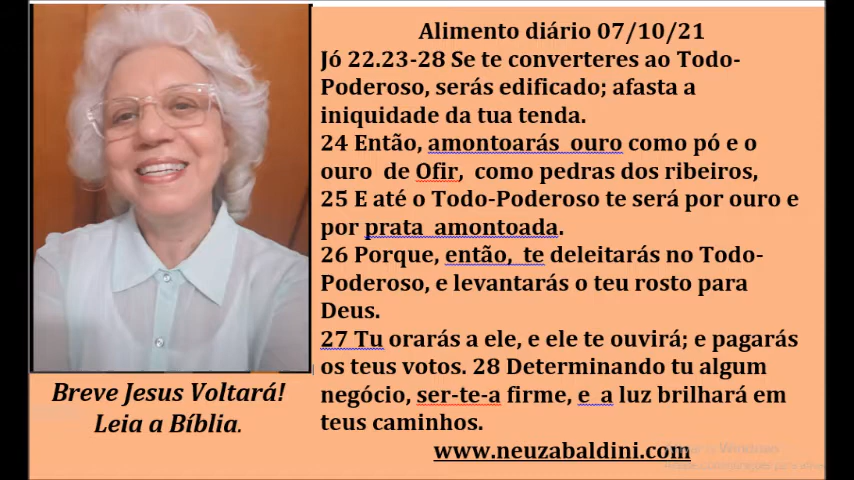 Alimento diário 07/10/21
Jó 22.23-28 Se te converteres ao Todo-
Poderoso, serás edificado; afasta a
iniquidade da tua tenda.
24 Então, amontoarás ouro como pó e o
ouro de Ofir, como pedras dos ribeiros,
25 E até o Todo-Poderoso te será por ouro e
por prata amontoada.
26 Porque, então, te deleitarás no Todo-
Poderoso, e levantarás o teu rosto para
Deus.
27 Tu orarás a ele, e ele te ouvirá; e pagarás
os teus votos. 28 Determinando tu algum
negócio, ser-te-a firme, e a luz brilhará em
teus caminhos.
www.neuzabaldini.com
Breve Jesus Voltará!
Leia a Bíblia.